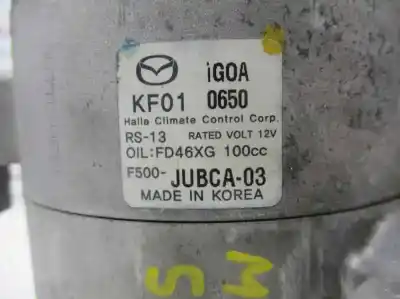 iGOA
KF01 0650
Halla Climate Control Corp.
RS-13 RATED VOLT 12V
OIL:FD46XG 100cc
F500-JUBCA-03
MADE IN KOREA
M
S